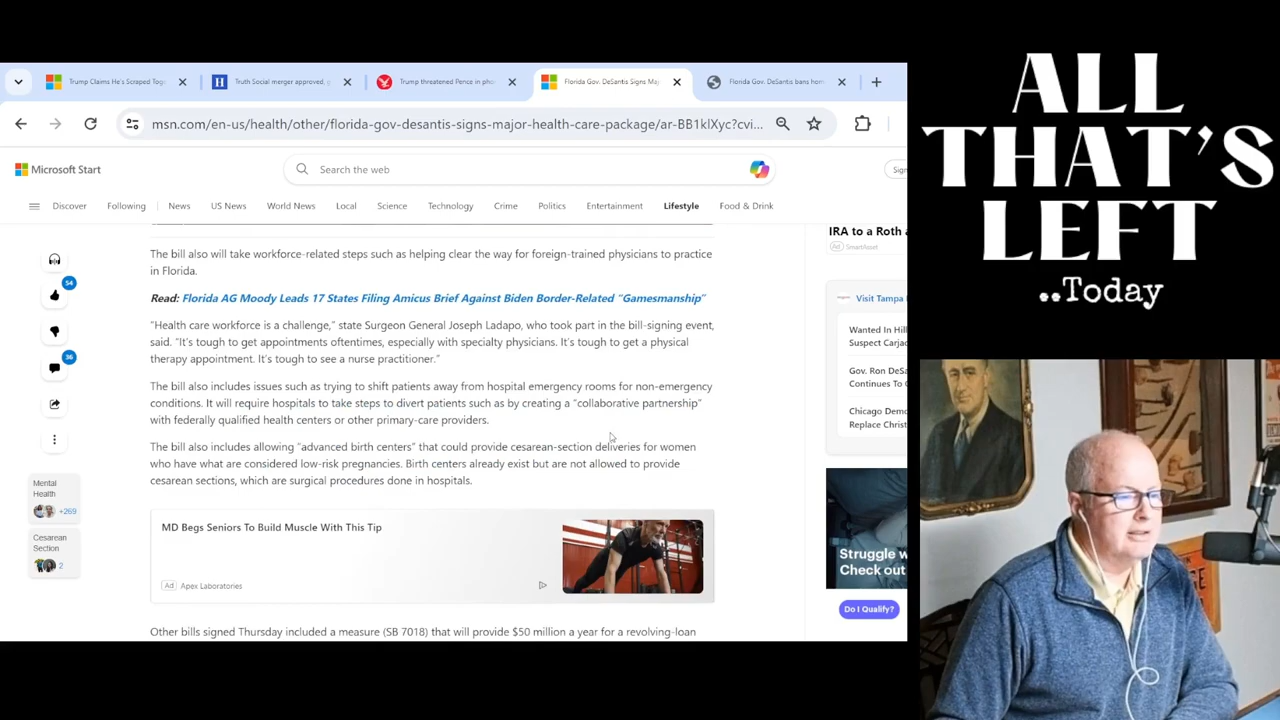 Trump Claims He's Scraped Tog
Truth Social merger approved,
Trump threatened Pence in pho
Florida Gov. DeSantis Signs Maj
Florida Gov. DeSantis bans hom
msn.com/en-us/health/other/florida-gov-desantis-signs-major-health-care-package/ar-BB1klXyc?cvi...
Microsoft Start
Search the web
Sign
Discover
Following
News
US News
World News
Local
Science
Technology
Crime
Politics
Entertainment
Lifestyle
Food & Drink
The bill also will take workforce-related steps such as helping clear the way for foreign-trained physicians to practice
in Florida.
Read: Florida AG Moody Leads 17 States Filing Amicus Brief Against Biden Border-Related “Gamesmanship”
“Health care workforce is a challenge,” state Surgeon General Joseph Ladapo, who took part in the bill-signing event,
said. “It’s tough to get appointments oftentimes, especially with specialty physicians. It’s tough to get a physical
therapy appointment. It’s tough to see a nurse practitioner.”
The bill also includes issues such as trying to shift patients away from hospital emergency rooms for non-emergency
conditions. It will require hospitals to take steps to divert patients such as by creating a “collaborative partnership”
with federally qualified health centers or other primary-care providers.
The bill also includes allowing “advanced birth centers” that could provide cesarean-section deliveries for women
who have what are considered low-risk pregnancies. Birth centers already exist but are not allowed to provide
cesarean sections, which are surgical procedures done in hospitals.
MD Begs Seniors To Build Muscle With This Tip
Ad Apex Laboratories
Other bills signed Thursday included a measure (SB 7018) that will provide $50 million a year for a revolving-loan
54
36
Mental
Health
+269
Cesarean
Section
2
IRA to a Roth a
Ad SmartAsset
Visit Tampa
Wanted In Hill
Suspect Carjac
Gov. Ron DeSa
Continues To
Chicago Demo
Replace Christ
Struggle w
Check out
Do I Qualify?
ALL
THAT'S
LEFT
..Today